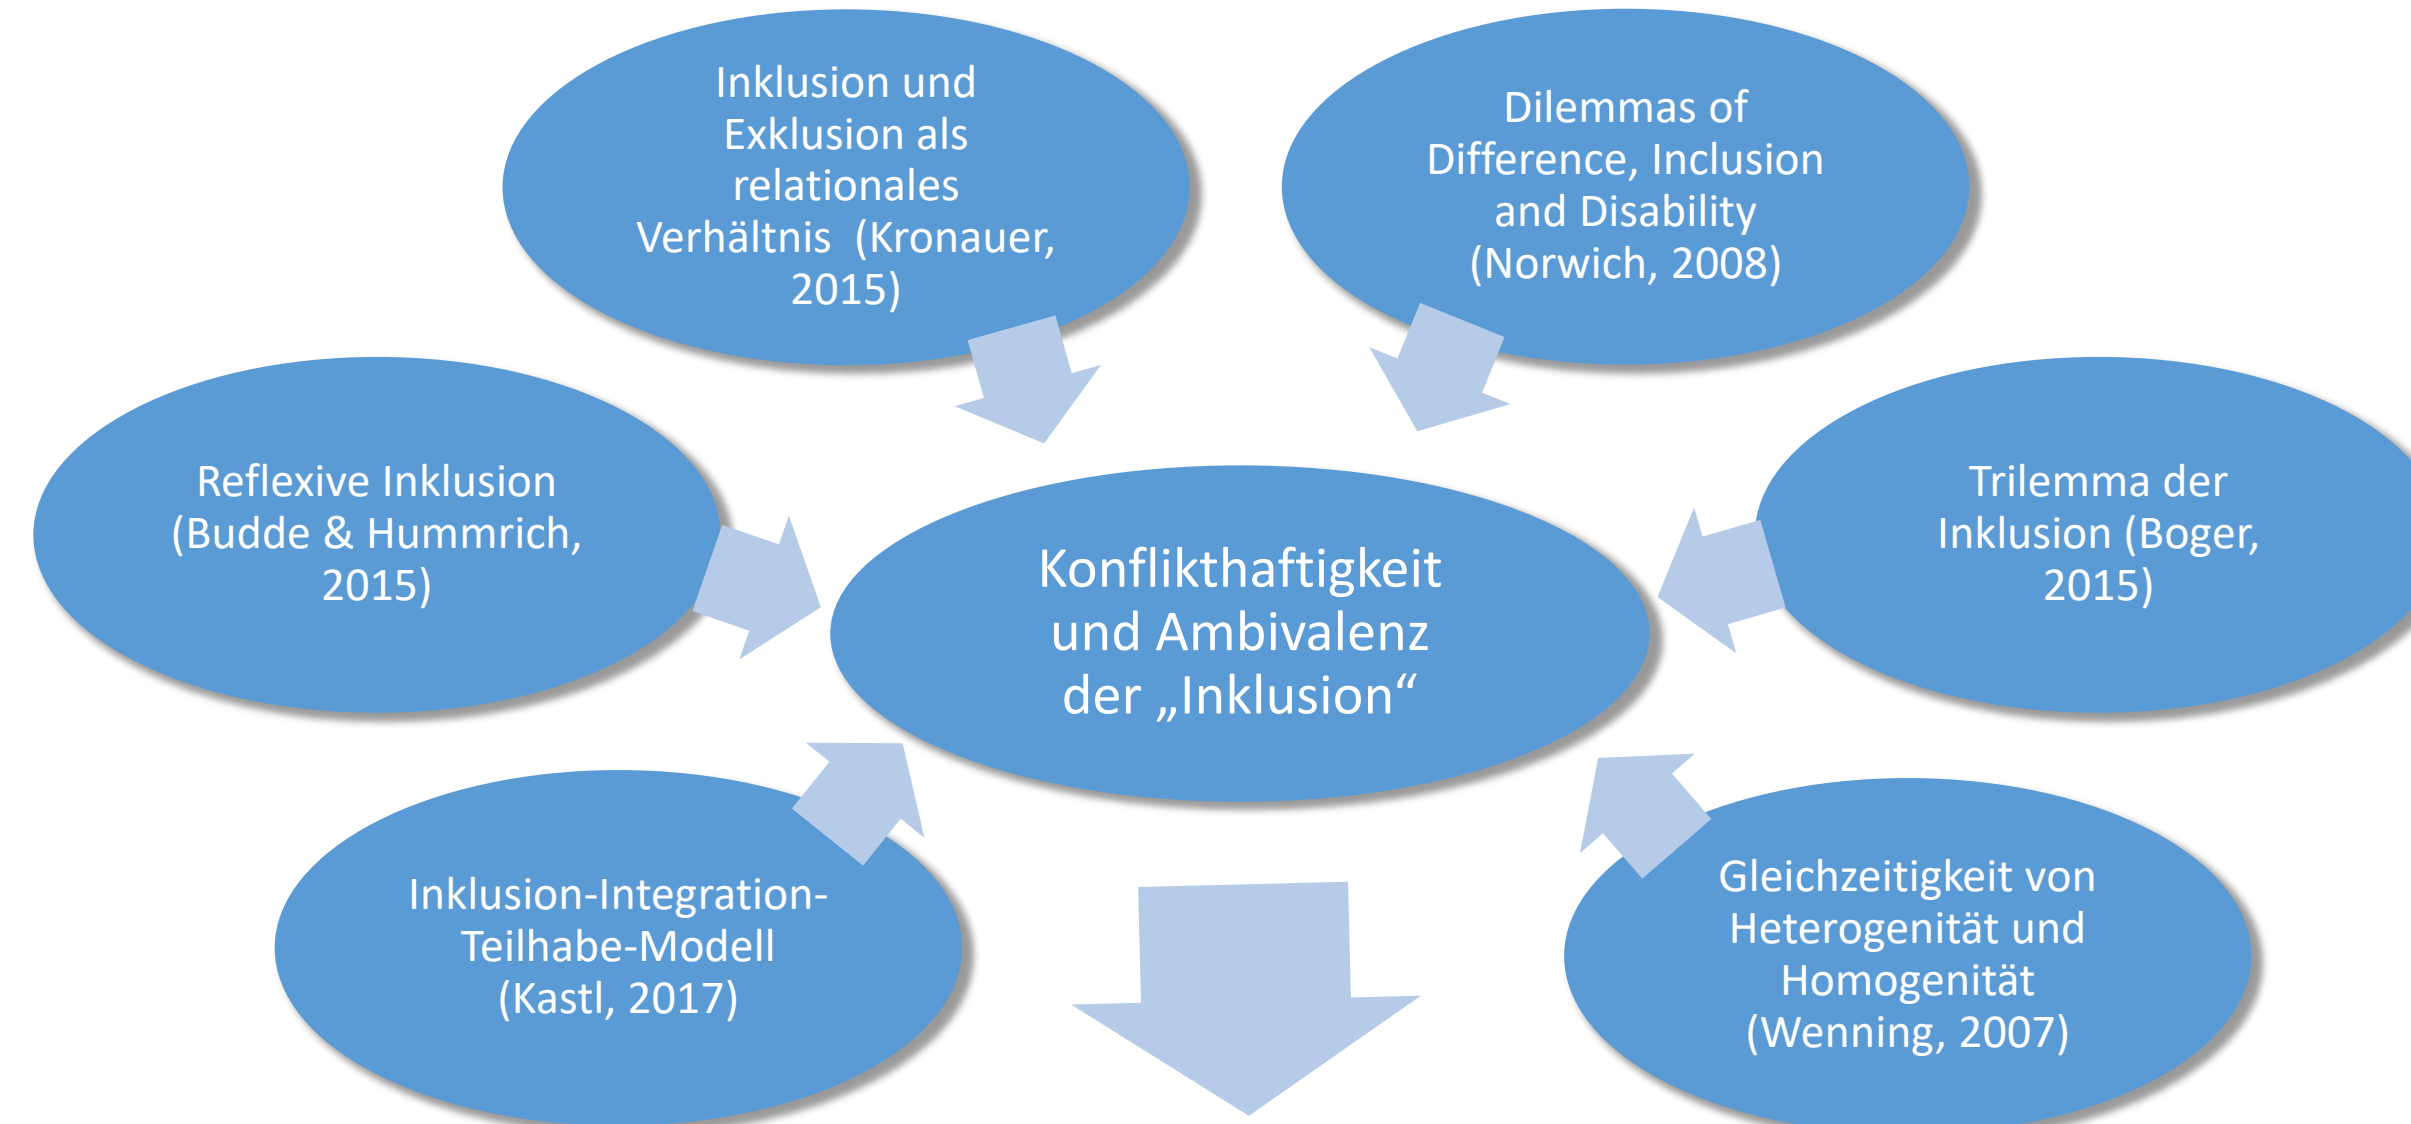 Inklusion und
Exklusion als
relationales
Verhältnis  (Kronauer,
2015)
Dilemmas of
Difference, Inclusion
and Disability
(Norwich, 2008)
Reflexive Inklusion
(Budde & Hummrich,
2015)
Konflikthaftigkeit
und Ambivalenz
der „Inklusion“
Trilemma der
Inklusion (Boger,
2015)
Inklusion-Integration-
Teilhabe-Modell
(Kastl, 2017)
Gleichzeitigkeit von
Heterogenität und
Homogenität
(Wenning, 2007)